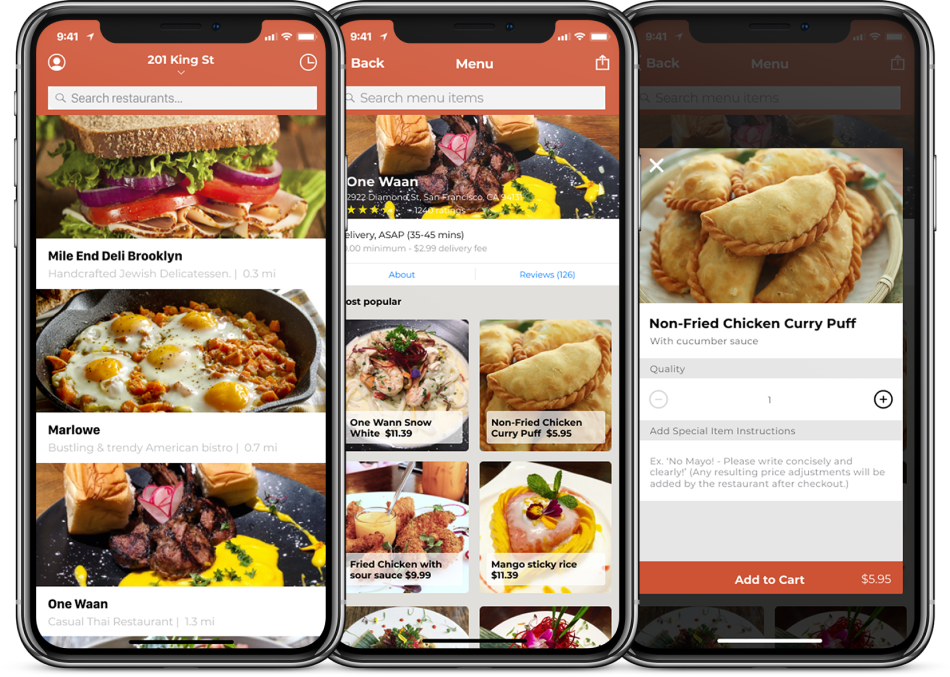 9:41
201 King St
Search restaurants...
Mile End Deli Brooklyn
Handcrafted Jewish Delicatessen. | 0.3 mi
Marlowe
Bustling & trendy American bistro | 0.7 mi
One Waan
Casual Thai Restaurant | 1.3 mi
9:41
Back
Menu
Search menu items
One Waan
2922 Diamond St, San Francisco, CA
1240 ratings
elivery, ASAP (35-45 mins)
.00 minimum - $2.99 delivery fee
About
Reviews (126)
ost popular
One Wann Snow
White $11.39
Non-Fried Chicken
Curry Puff $5.95
Fried Chicken with
sour sauce $9.99
Mango sticky rice
$11.39
9:41
Back
Menu
Search menu items
Non-Fried Chicken Curry Puff
With cucumber sauce
Quality
1
Add Special Item Instructions
Ex. 'No Mayo! - Please write concisely and
clearly!' (Any resulting price adjustments will be
added by the restaurant after checkout.)
Add to Cart
$5.95